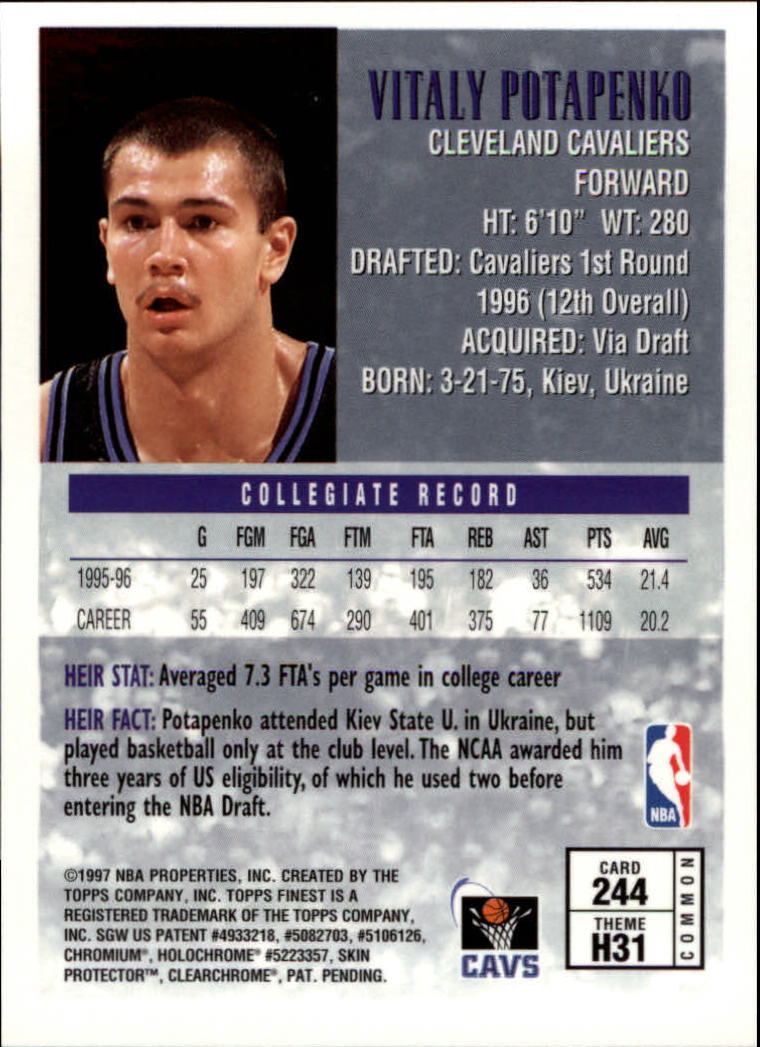 VITALY POTAPENKO
CLEVELAND CAVALIERS
FORWARD
HT: 6'10" WT: 280
DRAFTED: Cavaliers 1st Round
1996 (12th Overall)
ACQUIRED: Via Draft
BORN: 3-21-75, Kiev, Ukraine
COLLEGIATE RECORD
G FGM FGA FTM FTA REB AST PTS AVG
1995-96 25 197 322 139 195 182 36 534 21.4
CAREER 55 409 674 290 401 375 77 1109 20.2
HEIR STAT: Averaged 7.3 FTA's per game in college career
HEIR FACT: Potapenko attended Kiev State U. in Ukraine, but
played basketball only at the club level. The NCAA awarded him
three years of US eligibility, of which he used two before
entering the NBA Draft.
NBA
©1997 NBA PROPERTIES, INC. CREATED BY THE
TOPPS COMPANY, INC. TOPPS FINEST IS A
REGISTERED TRADEMARK OF THE TOPPS COMPANY,
INC. SGW US PATENT #4933218, #5082703, #5106126,
CHROMIUM®, HOLOCHROME® #5223357, SKIN
PROTECTOR™, CLEARCHROME®, PAT. PENDING.
CAVS
CARD
244
THEME
H31
COMMON